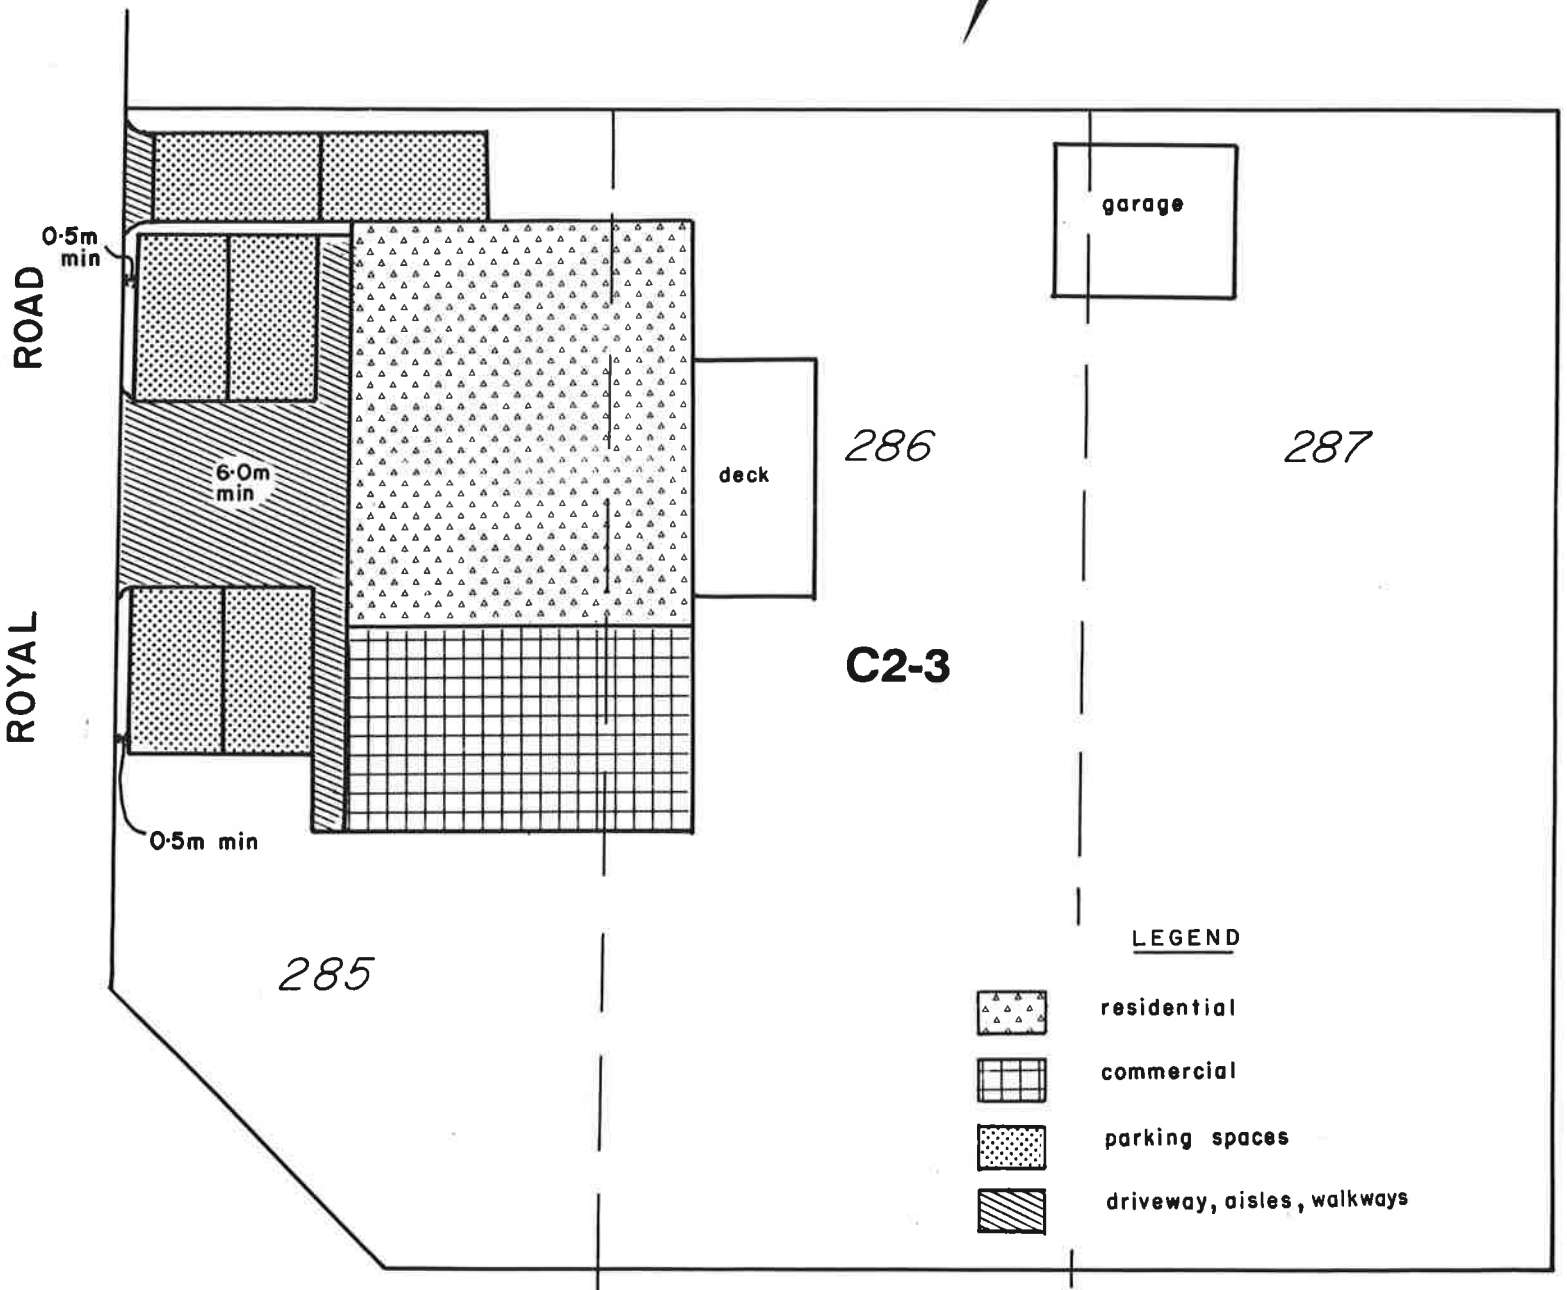 0.5m
min
ROYAL ROAD
garage
6.0m
min
deck
286
287
C2-3
0.5m min
285
LEGEND
residential
commercial
parking spaces
driveway, aisles, walkways